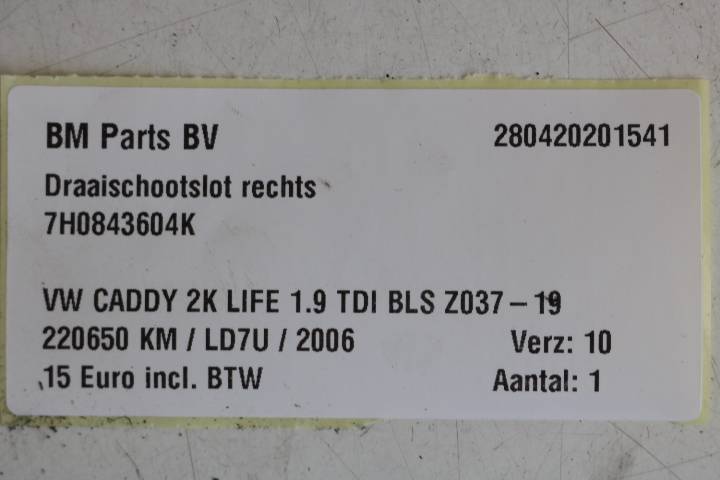 BM Parts BV 280420201541
Draaischootslot rechts
7H0843604K
VW CADDY 2K LIFE 1.9 TDI BLS Z037 – 19
220650 KM / LD7U / 2006 Verz: 10
15 Euro incl. BTW Aantal: 1